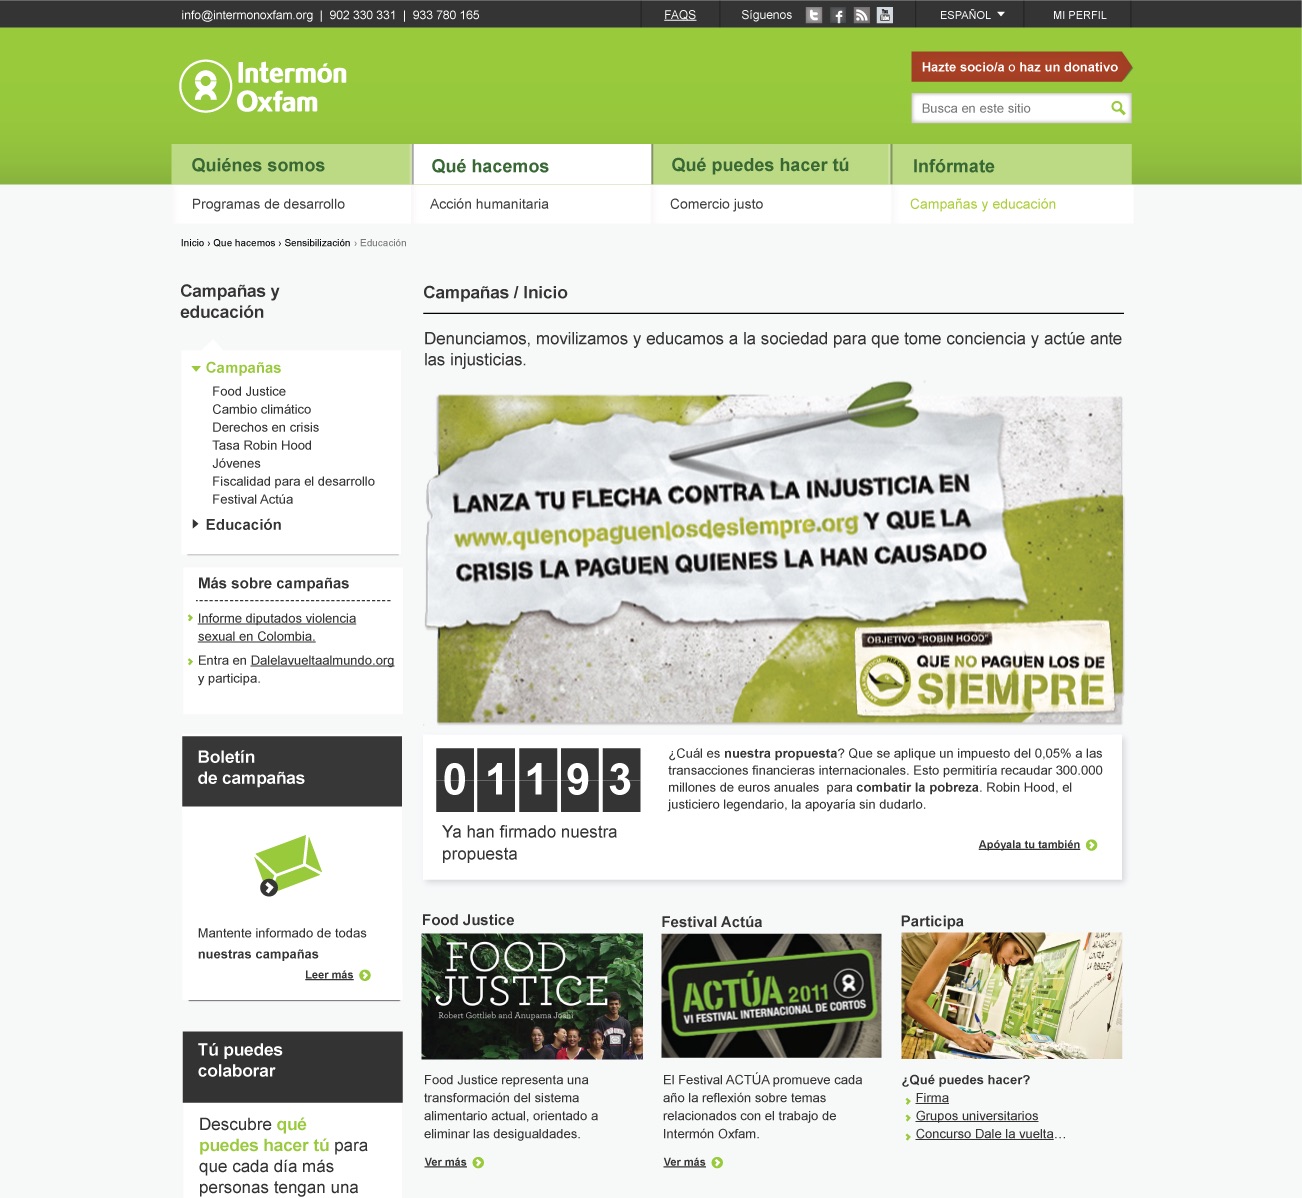 info@intermonoxfam.org | 902 330 331 | 933 780 165
FAQS
Síguenos
You Tube
ESPAÑOL
MI PERFIL
Intermón
Oxfam
Hazte socio/a o haz un donativo
Busca en este sitio
Quiénes somos
Qué hacemos
Qué puedes hacer tú
Infórmate
Programas de desarrollo
Acción humanitaria
Comercio justo
Campañas y educación
Inicio › Que hacemos › Sensibilización › Educación
Campañas y
educación
Campañas
Food Justice
Cambio climático
Derechos en crisis
Tasa Robin Hood
Jóvenes
Fiscalidad para el desarrollo
Festival Actúa
Educación
Más sobre campañas
Informe diputados violencia
sexual en Colombia.
Entra en Dalelavueltaalmundo.org
y participa.
Boletín
de campañas
Mantente informado de todas
nuestras campañas
Leer más
Tú puedes
colaborar
Descubre qué
puedes hacer tú para
que cada día más
personas tengan una
Campañas / Inicio
Denunciamos, movilizamos y educamos a la sociedad para que tome conciencia y actúe ante
las injusticias.
LANZA TU FLECHA CONTRA LA INJUSTICIA EN
www.quenopaguenlosdesiempre.org Y QUE LA
CRISIS LA PAGUEN QUIENES LA HAN CAUSADO
OBJETIVO "ROBIN HOOD"
QUE NO PAGUEN LOS DE
SIEMPRE
01193
Ya han firmado nuestra
propuesta
¿Cuál es nuestra propuesta? Que se aplique un impuesto del 0,05% a las
transacciones financieras internacionales. Esto permitiría recaudar 300.000
millones de euros anuales para combatir la pobreza. Robin Hood, el
justiciero legendario, la apoyaría sin dudarlo.
Apóyala tu también
Food Justice
FOOD
JUSTICE
Robert Gottlieb and Anupama Joshi
Food Justice representa una
transformación del sistema
alimentario actual, orientado a
eliminar las desigualdades.
Ver más
Festival Actúa
ACTÚA 2011
VI FESTIVAL INTERNACIONAL DE CORTOS
El Festival ACTÚA promueve cada
año la reflexión sobre temas
relacionados con el trabajo de
Intermón Oxfam.
Ver más
Participa
¿Qué puedes hacer?
Firma
Grupos universitarios
Concurso Dale la vuelta…